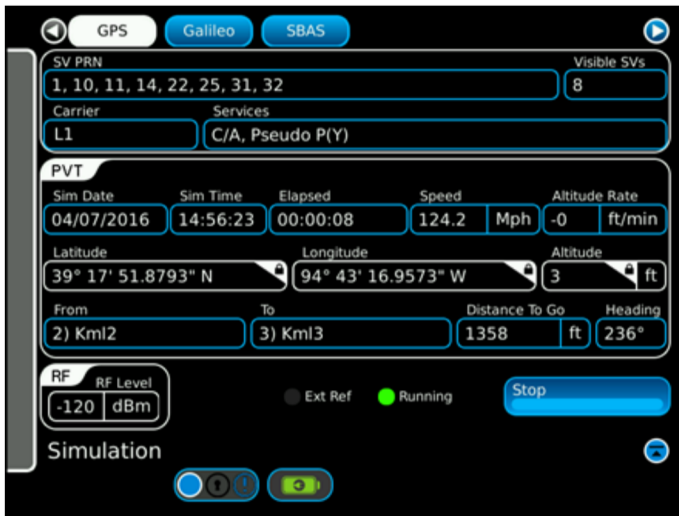 GPS Galileo SBAS
SV PRN Visible SVs
1, 10, 11, 14, 22, 25, 31, 32 8
Carrier Services
L1 C/A, Pseudo P(Y)
PVT
Sim Date Sim Time Elapsed Speed Altitude Rate
04/07/2016 14:56:23 00:00:08 124.2 Mph -0 ft/min
Latitude Longitude Altitude
39° 17' 51.8793" N 94° 43' 16.9573" W 3 ft
From To Distance To Go Heading
2) Kml2 3) Kml3 1358 ft 236°
RF RF Level
-120 dBm
Ext Ref Running Stop
Simulation